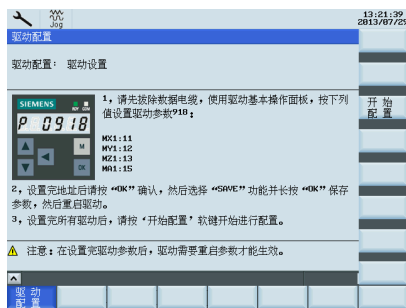 Jog
13:21:39
2013/07/29
驱动配置
驱动配置： 驱动设置
SIEMENS
RDY COM
P 0918
M
OK
1，请先拔除数据电缆，使用驱动基本操作面板，按下列
值设置驱动参数P918：
MX1:11
MY1:12
MZ1:13
MA1:15
2，设置完地址后请按“OK”确认，然后选择“SAVE”功能并长按“OK”保存
参数，然后重启驱动。
3，设置完所有驱动后，请按‘开始配置’软键开始进行配置。
注意：在设置完驱动参数后，驱动需要重启参数才能生效。
开 始
配 置
驱 动
配 置